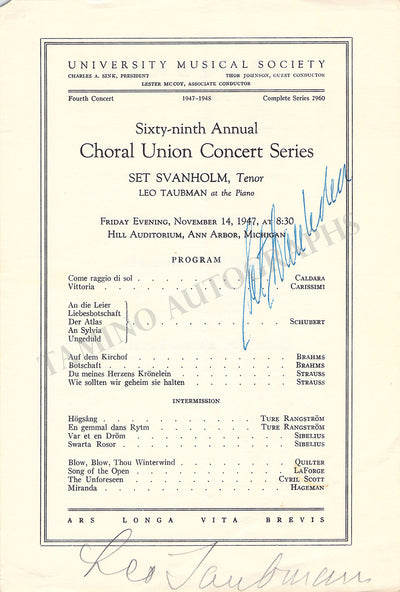 UNIVERSITY MUSICAL SOCIETY
CHARLES A. SINK, PRESIDENT THOR JOHNSON, GUEST CONDUCTOR
LESTER MCCOY, ASSOCIATE CONDUCTOR
Fourth Concert 1947-1948 Complete Series 2960
Sixty-ninth Annual
Choral Union Concert Series
SET SVANHOLM, Tenor
LEO TAUBMAN at the Piano
FRIDAY EVENING, NOVEMBER 14, 1947, AT 8:30
HILL AUDITORIUM, ANN ARBOR, MICHIGAN
Set Svanholm
PROGRAM
Come raggio di sol . . . . . . . . . . . CALDARA
Vittoria . . . . . . . . . . . . . CARISSIMI
An die Leier
Liebesbotschaft
Der Atlas . . . . . . . . . . . SCHUBERT
An Sylvia
Ungeduld
TAMINO AUTOGRAPHS
Auf dem Kirchof . . . . . . . . . . . BRAHMS
Botschaft . . . . . . . . . . . . . BRAHMS
Du meines Herzens Krönelein . . . . . . . . STRAUSS
Wie sollten wir geheim sie halten . . . . . . . STRAUSS
INTERMISSION
Högsång . . . . . . . . . . TURE RANGSTRÖM
En gemmal dans Rytm . . . . . . . TURE RANGSTRÖM
Var et en Dröm . . . . . . . . . . . SIBELIUS
Swarta Rosor . . . . . . . . . . . . SIBELIUS
Blow, Blow, Thou Winterwind . . . . . . . . QUILTER
Song of the Open . . . . . . . . . . . LAFORGE
The Unforeseen . . . . . . . . . . CYRIL SCOTT
Miranda . . . . . . . . . . . . . HAGEMAN
ARS LONGA VITA BREVIS
Leo Taubman